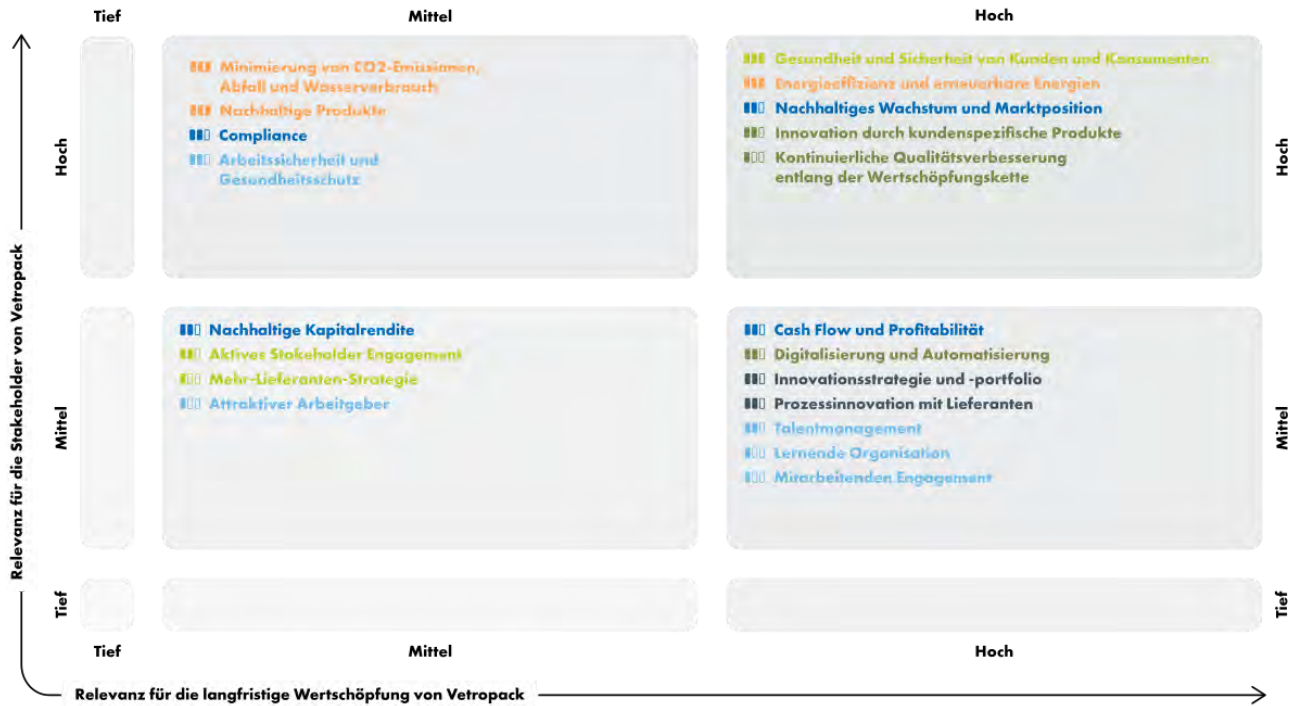 Tief
Mittel
Hoch
Minimierung von CO2-Emissionen,
Abfall und Wasserverbrauch
Nachhaltige Produkte
Compliance
Arbeitssicherheit und
Gesundheitsschutz
Gesundheit und Sicherheit von Kunden und Konsumenten
Energieeffizienz und erneuerbare Energien
Nachhaltiges Wachstum und Marktposition
Innovation durch kundenspezifische Produkte
Kontinuierliche Qualitätsverbesserung
entlang der Wertschöpfungskette
Hoch
Hoch
Relevanz für die Stakeholder von Vetropack
Nachhaltige Kapitalrendite
Aktives Stakeholder Engagement
Mehr-Lieferanten-Strategie
Attraktiver Arbeitgeber
Cash Flow und Profitabilität
Digitalisierung und Automatisierung
Innovationsstrategie und -portfolio
Prozessinnovation mit Lieferanten
Talentmanagement
Lernende Organisation
Mitarbeitenden Engagement
Mittel
Mittel
Tief
Tief
Tief
Mittel
Hoch
Relevanz für die langfristige Wertschöpfung von Vetropack